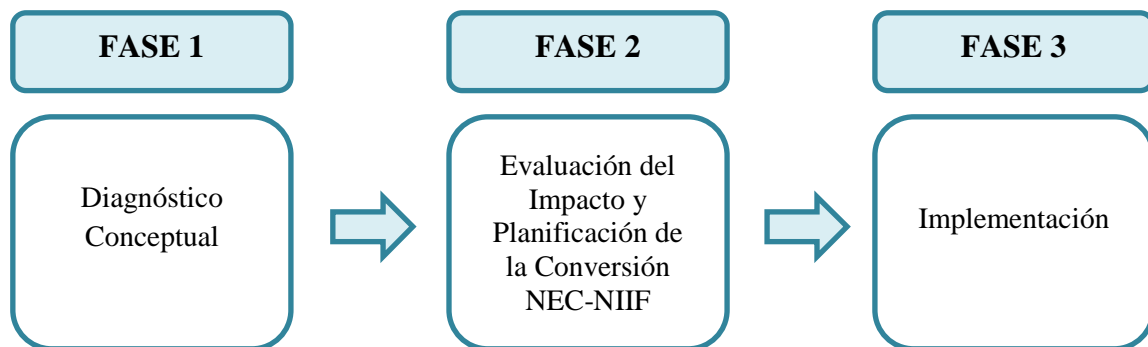 FASE 1
Diagnóstico
Conceptual
FASE 2
Evaluación del
Impacto y
Planificación de
la Conversión
NEC-NIIF
FASE 3
Implementación